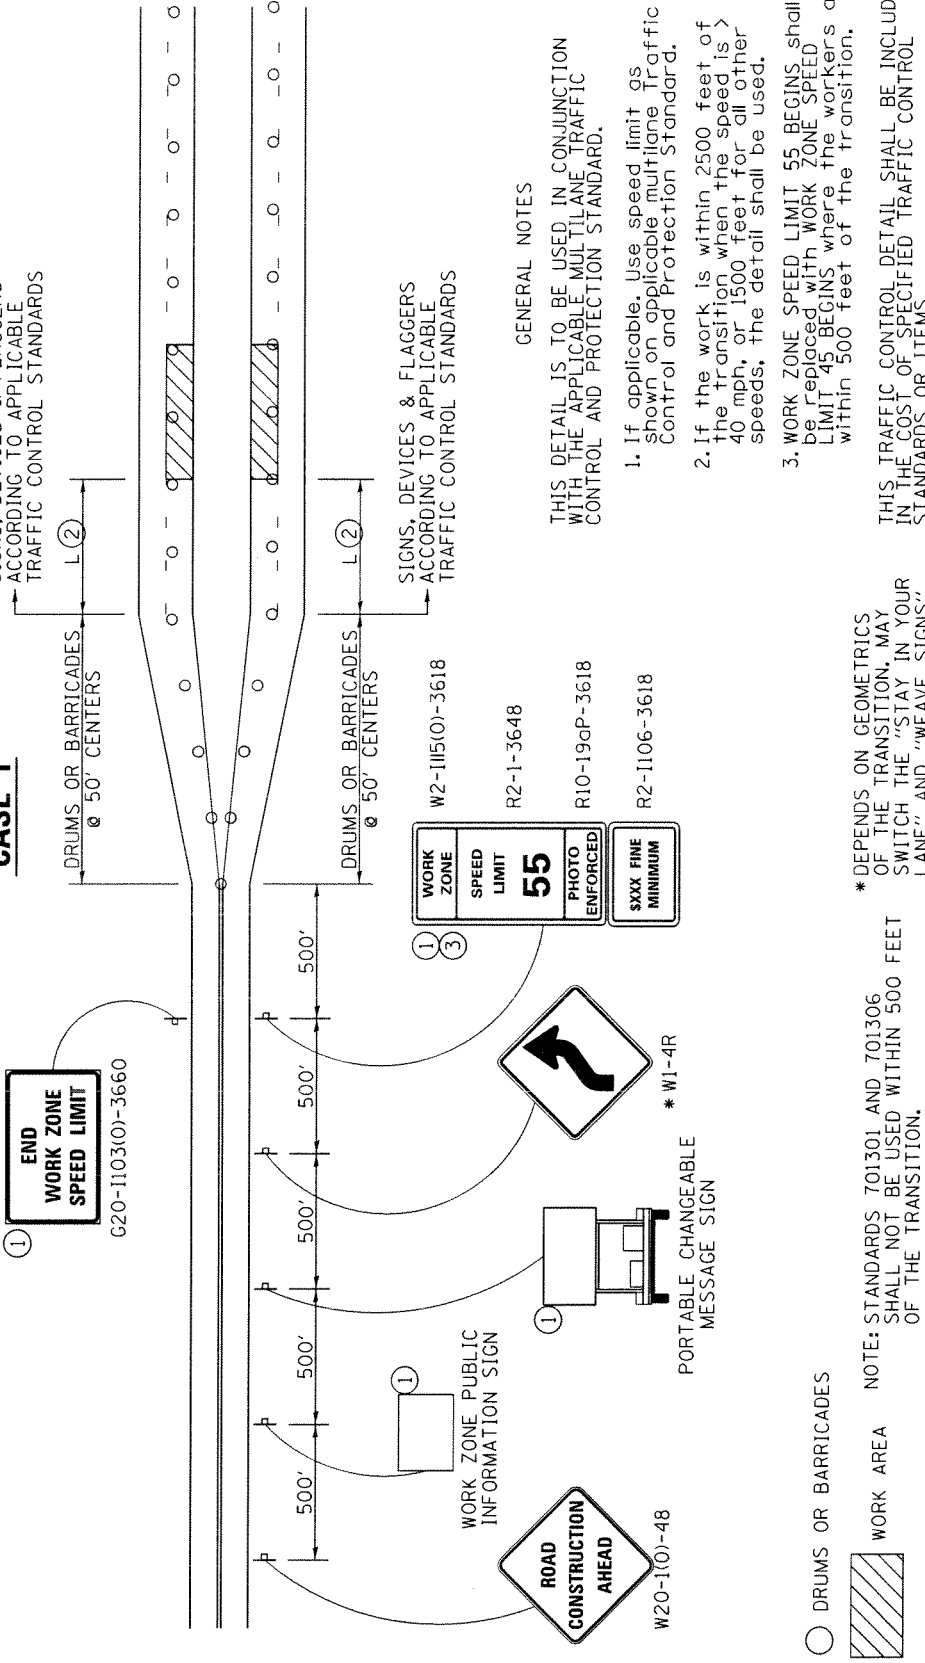 CASE 1
ACCORDING TO APPLICABLE
TRAFFIC CONTROL STANDARDS
L 2
DRUMS OR BARRICADES
@ 50' CENTERS
1
END
WORK ZONE
SPEED LIMIT
G20-I103(O)-3660
500'
500'
500'
500'
500'
DRUMS OR BARRICADES
@ 50' CENTERS
L 2
SIGNS, DEVICES & FLAGGERS
ACCORDING TO APPLICABLE
TRAFFIC CONTROL STANDARDS
ROAD
CONSTRUCTION
AHEAD
W20-1(O)-48
1
WORK ZONE PUBLIC
INFORMATION SIGN
1
PORTABLE CHANGEABLE
MESSAGE SIGN
* W1-4R
1
3
WORK
ZONE
W2-I115(O)-3618
SPEED
LIMIT
55
R2-1-3648
PHOTO
ENFORCED
R10-19aP-3618
$XXX FINE
MINIMUM
R2-I106-3618
GENERAL NOTES
THIS DETAIL IS TO BE USED IN CONJUNCTION
WITH THE APPLICABLE MULTILANE TRAFFIC
CONTROL AND PROTECTION STANDARD.
1. If applicable. Use speed limit as
shown on applicable multilane Traffic
Control and Protection Standard.
2. If the work is within 2500 feet of
the transition when the speed is >
40 mph, or 1500 feet for all other
speeds, the detail shall be used.
3. WORK ZONE SPEED LIMIT 55 BEGINS shall
be replaced with WORK ZONE SPEED
LIMIT 45 BEGINS where the workers a
within 500 feet of the transition.
THIS TRAFFIC CONTROL DETAIL SHALL BE INCLUD
IN THE COST OF SPECIFIED TRAFFIC CONTROL
STANDARDS OR ITEMS
DRUMS OR BARRICADES
WORK AREA
NOTE: STANDARDS 701301 AND 701306
SHALL NOT BE USED WITHIN 500 FEET
OF THE TRANSITION.
* DEPENDS ON GEOMETRICS
OF THE TRANSITION. MAY
SWITCH THE "STAY IN YOUR
LANE" AND "WEAVE SIGNS"